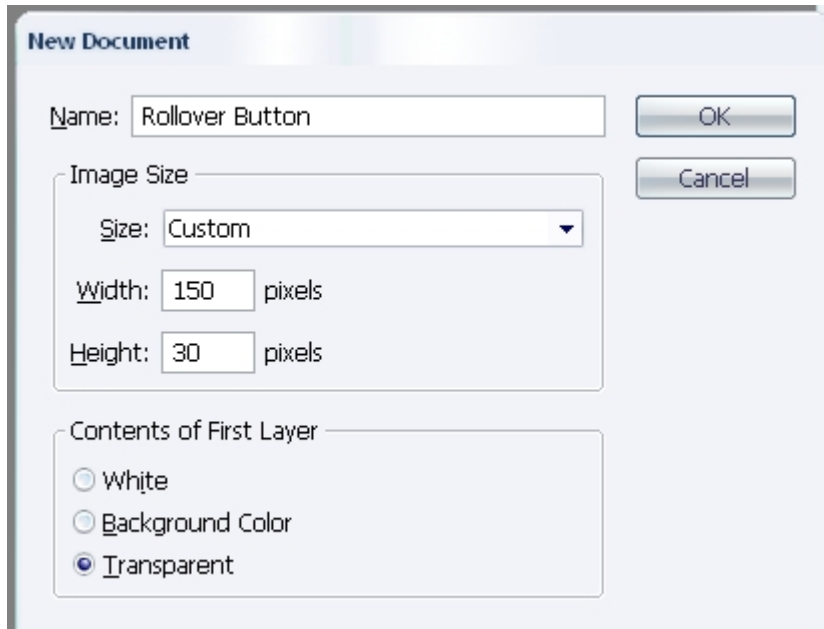 New Document
Name: Rollover Button
OK
Image Size
Cancel
Size: Custom
Width: 150 pixels
Height: 30 pixels
Contents of First Layer
White
Background Color
Transparent